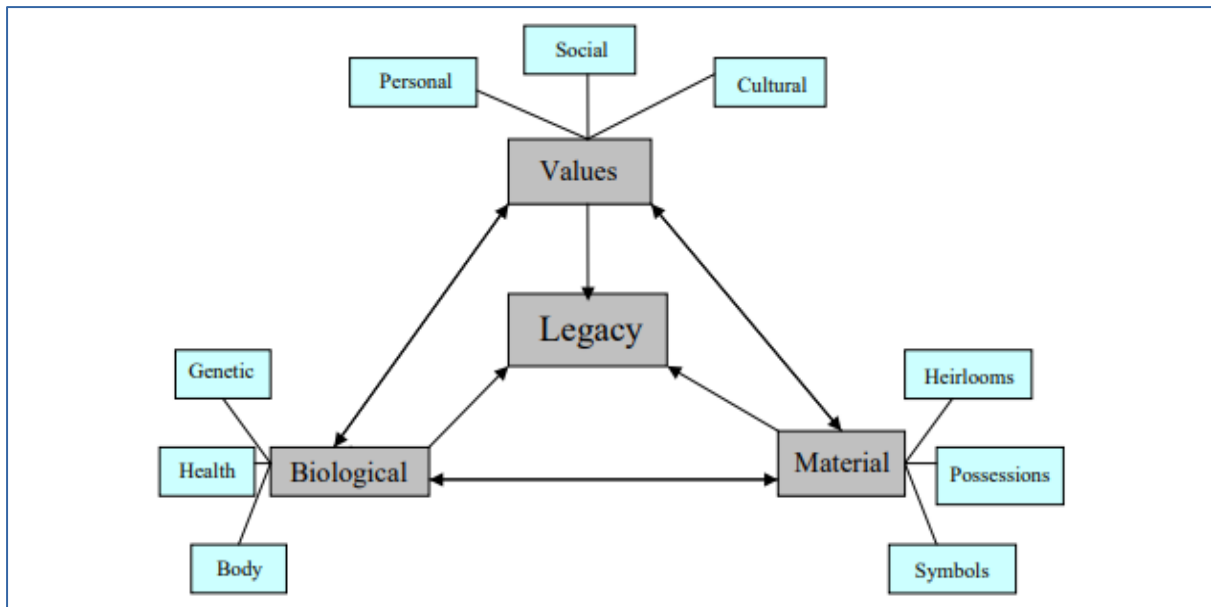 Social
Personal
Cultural
Values
Legacy
Genetic
Heirlooms
Health
Biological
Material
Possessions
Body
Symbols